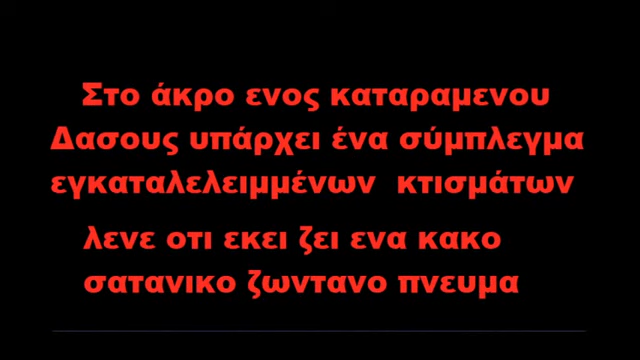 Στο άκρο ενος καταραμενου
Δασους υπάρχει ένα σύμπλεγμα
εγκαταλελειμμένων κτισμάτων
λενε οτι εκει ζει ενα κακο
σατανικο ζωντανο πνευμα